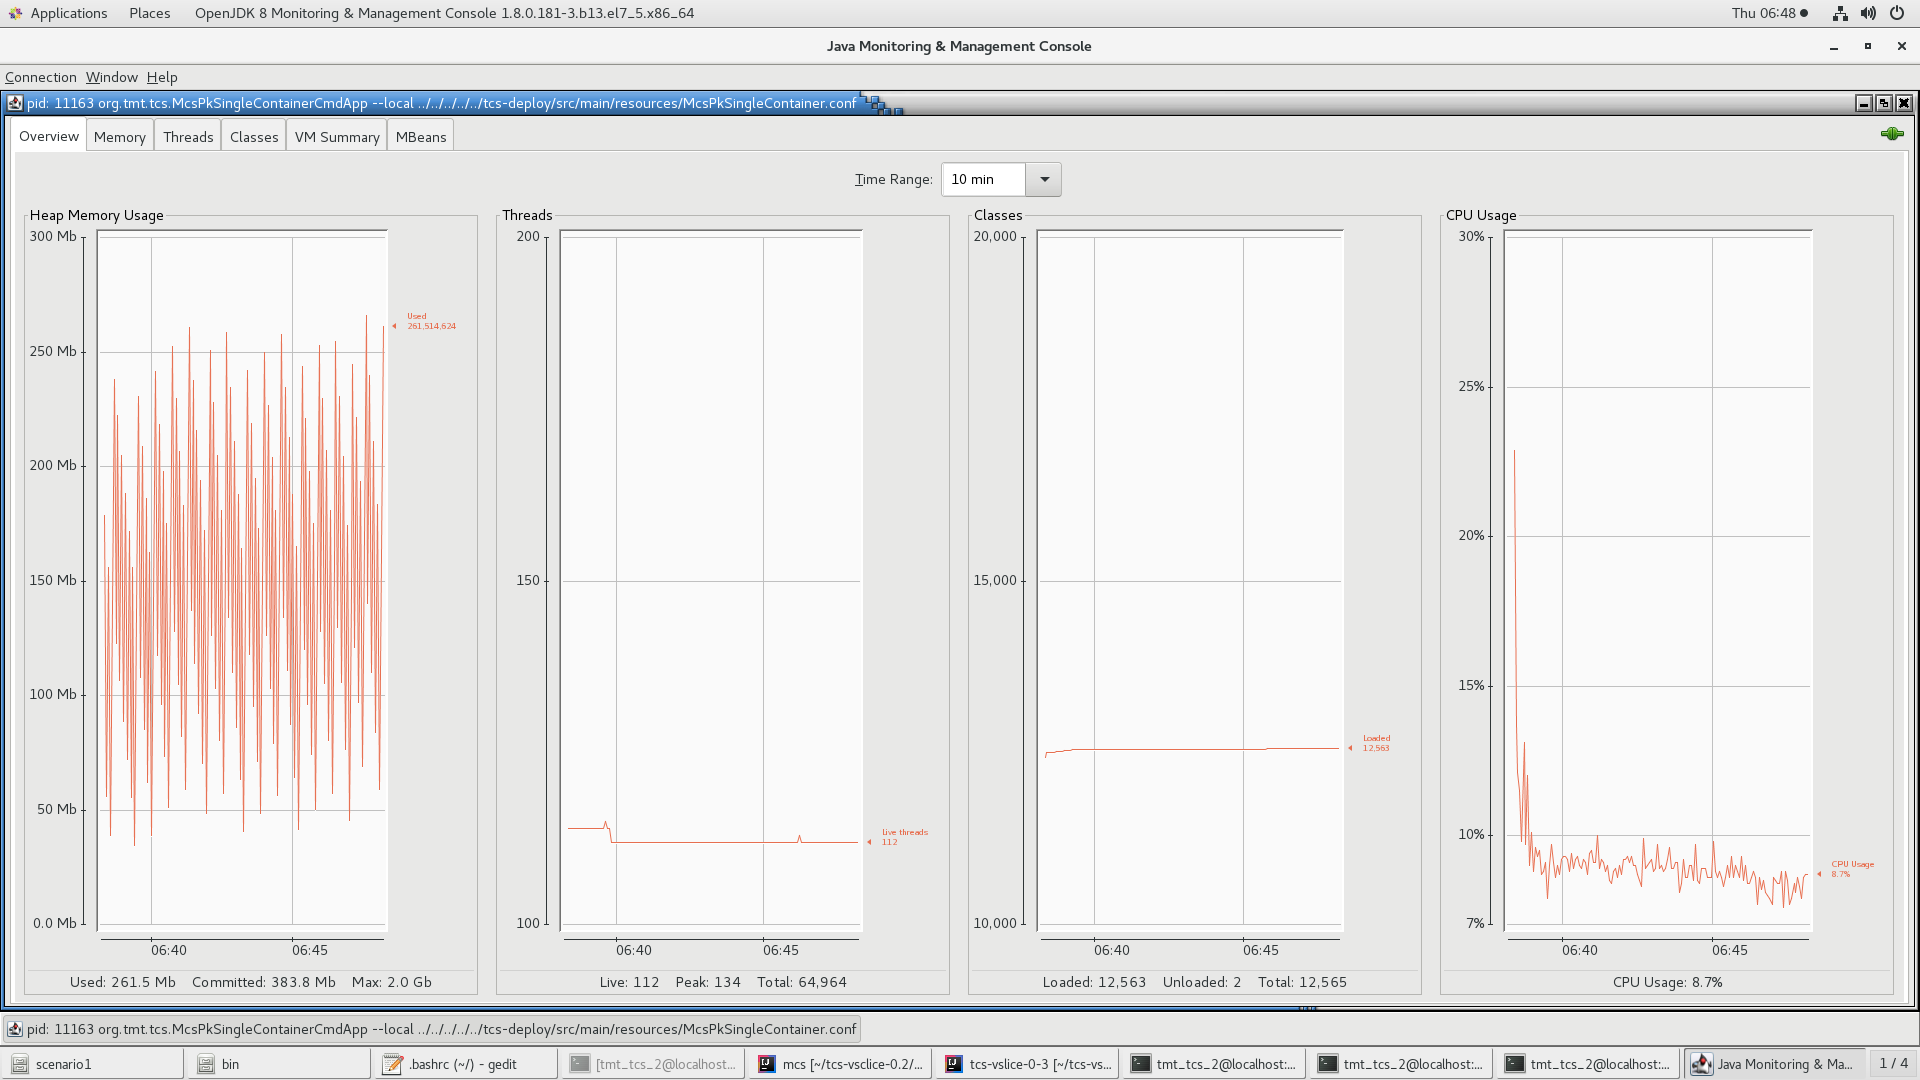 Applications Places OpenJDK 8 Monitoring & Management Console 1.8.0.181-3.b13.el7_5.x86_64 Thu 06:48
Java Monitoring & Management Console
Connection Window Help
pid: 11163 org.tmt.tcs.McsPkSingleContainerCmdApp --local ../../../../../tcs-deploy/src/main/resources/McsPkSingleContainer.conf
Overview Memory Threads Classes VM Summary MBeans
Time Range: 10 min
Heap Memory Usage
300 Mb
250 Mb
200 Mb
150 Mb
100 Mb
50 Mb
0.0 Mb
Used
261,514,624
06:40 06:45
Used: 261.5 Mb Committed: 383.8 Mb Max: 2.0 Gb
Threads
200
150
100
Live threads
112
06:40 06:45
Live: 112 Peak: 134 Total: 64,964
Classes
20,000
15,000
10,000
Loaded
12,563
06:40 06:45
Loaded: 12,563 Unloaded: 2 Total: 12,565
CPU Usage
30%
25%
20%
15%
10%
7%
CPU Usage
8.7%
06:40 06:45
CPU Usage: 8.7%
pid: 11163 org.tmt.tcs.McsPkSingleContainerCmdApp --local ../../../../../tcs-deploy/src/main/resources/McsPkSingleContainer.conf
scenario1 bin .bashrc (~/) - gedit [tmt_tcs_2@localhost... mcs [~/tcs-vsclice-0.2/... tcs-vslice-0-3 [~/tcs-vs... tmt_tcs_2@localhost:... tmt_tcs_2@localhost:... tmt_tcs_2@localhost:... Java Monitoring & Ma... 1 / 4